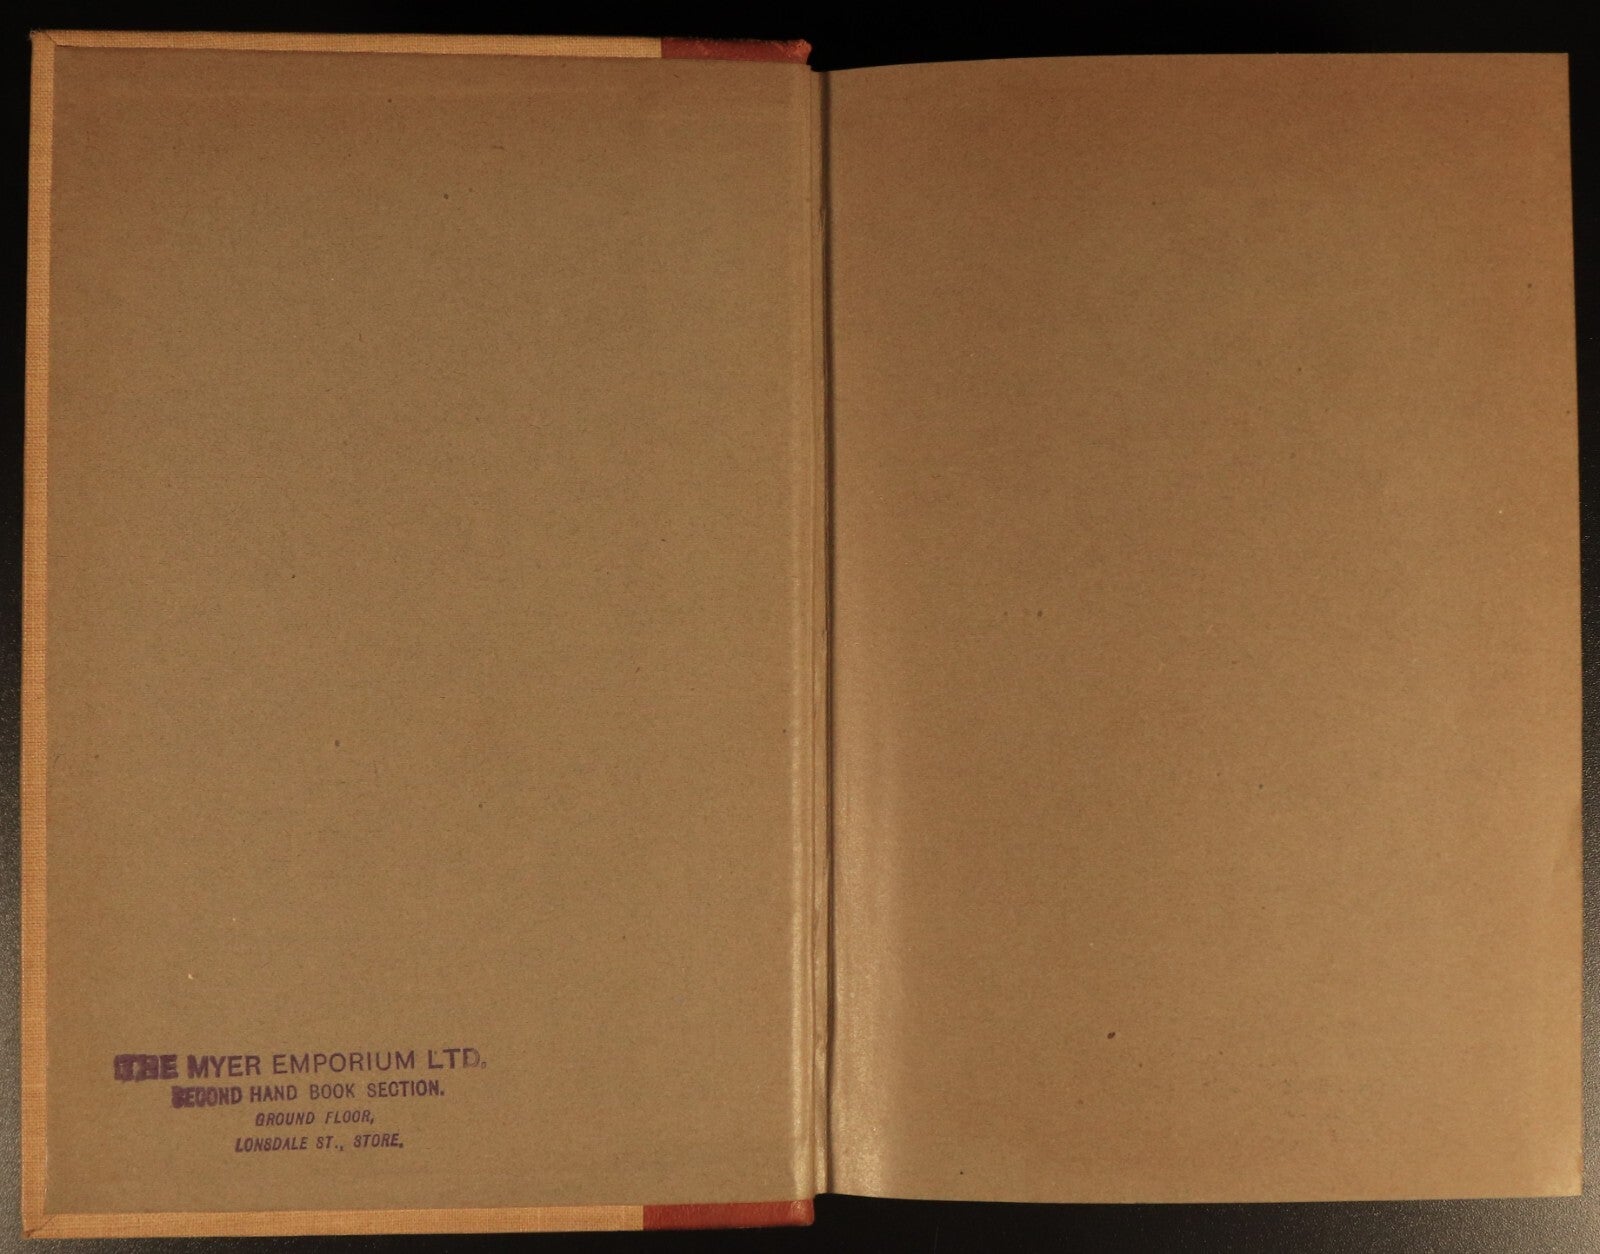 THE MYER EMPORIUM LTD.
SECOND HAND BOOK SECTION.
GROUND FLOOR,
LONSDALE ST., STORE.